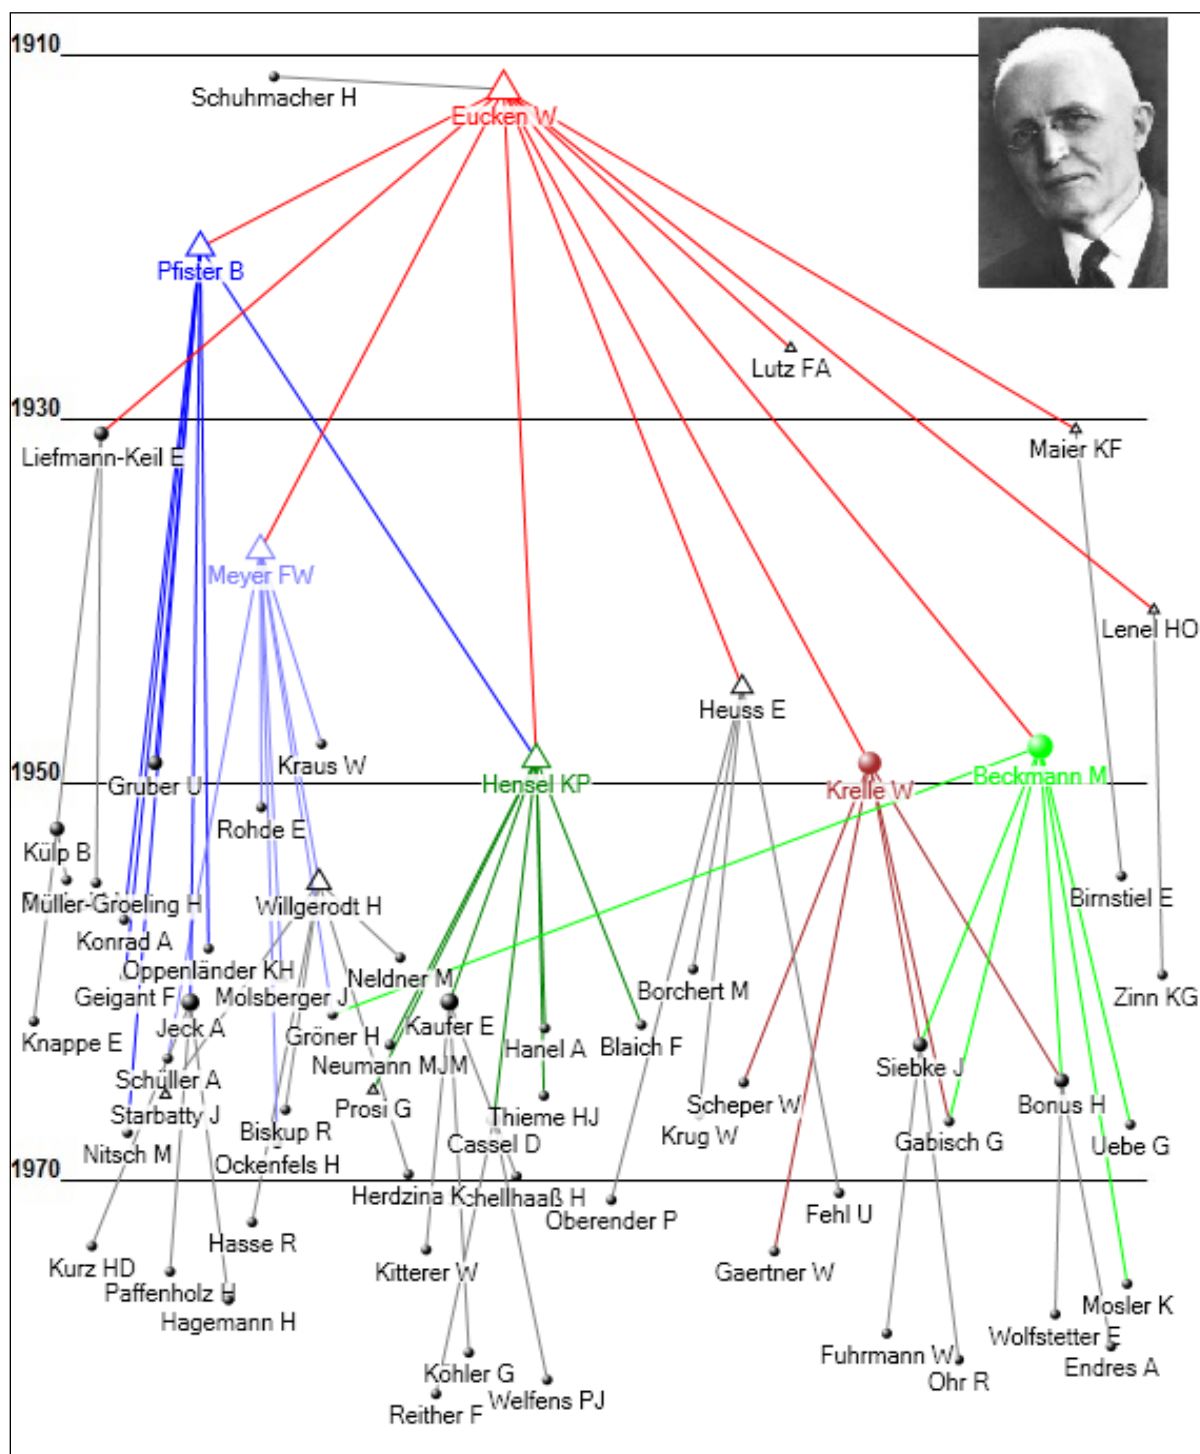 1910
Schuhmacher H
Eucken W
Pfister B
Lutz FA
1930
Liefmann-Keil E
Maier KF
Meyer FW
Lenel HO
Heuss E
Kraus W
1950
Gruber U
Hensel KP
Krelle W
Beckmann M
Rohde E
Külp B
Müller-Groeling H
Willgerodt H
Birnstiel E
Konrad A
Oppenländer KH
Neldner M
Geigant F
Molsberger J
Borchert M
Zinn KG
Jeck A
Kaufer E
Knappe E
Gröner H
Hanel A
Blaich F
Neumann MJM
Siebke J
Schüller A
Starbatty J
Prosi G
Thieme HJ
Scheper W
Bonus H
Biskup R
Krug W
Nitsch M
Cassel D
Gabisch G
Uebe G
Ockenfels H
1970
Herdzina K
chellhaaß H
Oberender P
Fehl U
Hasse R
Kurz HD
Kitterer W
Gaertner W
Paffenholz H
Hagemann H
Mosler K
Wolfstetter E
Fuhrmann W
Endres A
Köhler G
Ohr R
Welfens PJ
Reither F